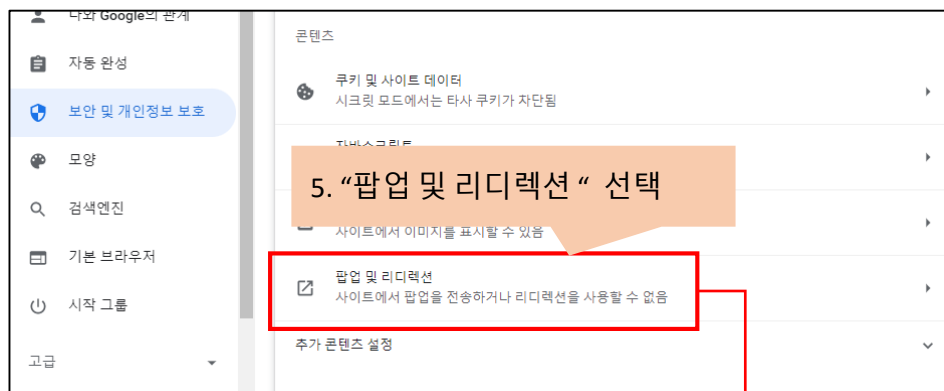 나와 Google의 관계
자동 완성
보안 및 개인정보 보호
모양
검색엔진
기본 브라우저
시작 그룹
고급
콘텐츠
쿠키 및 사이트 데이터
시크릿 모드에서는 타사 쿠키가 차단됨
자바스크립트
5. “팝업 및 리디렉션 “ 선택
사이트에서 이미지를 표시할 수 있음
팝업 및 리디렉션
사이트에서 팝업을 전송하거나 리디렉션을 사용할 수 없음
추가 콘텐츠 설정